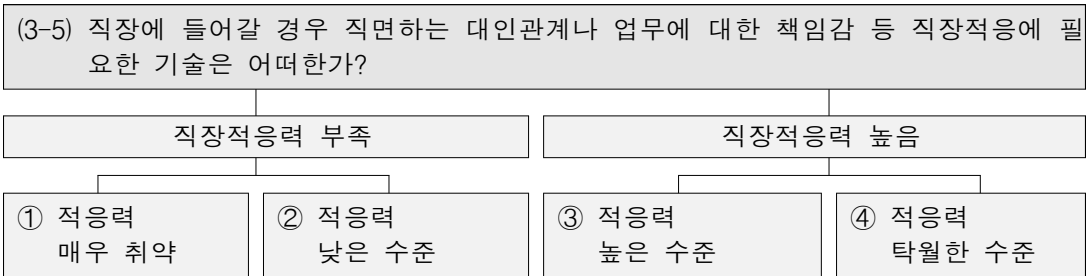 (3-5) 직장에 들어갈 경우 직면하는 대인관계나 업무에 대한 책임감 등 직장적응에 필
요한 기술은 어떠한가?
직장적응력 부족
직장적응력 높음
① 적응력
매우 취약
② 적응력
낮은 수준
③ 적응력
높은 수준
④ 적응력
탁월한 수준